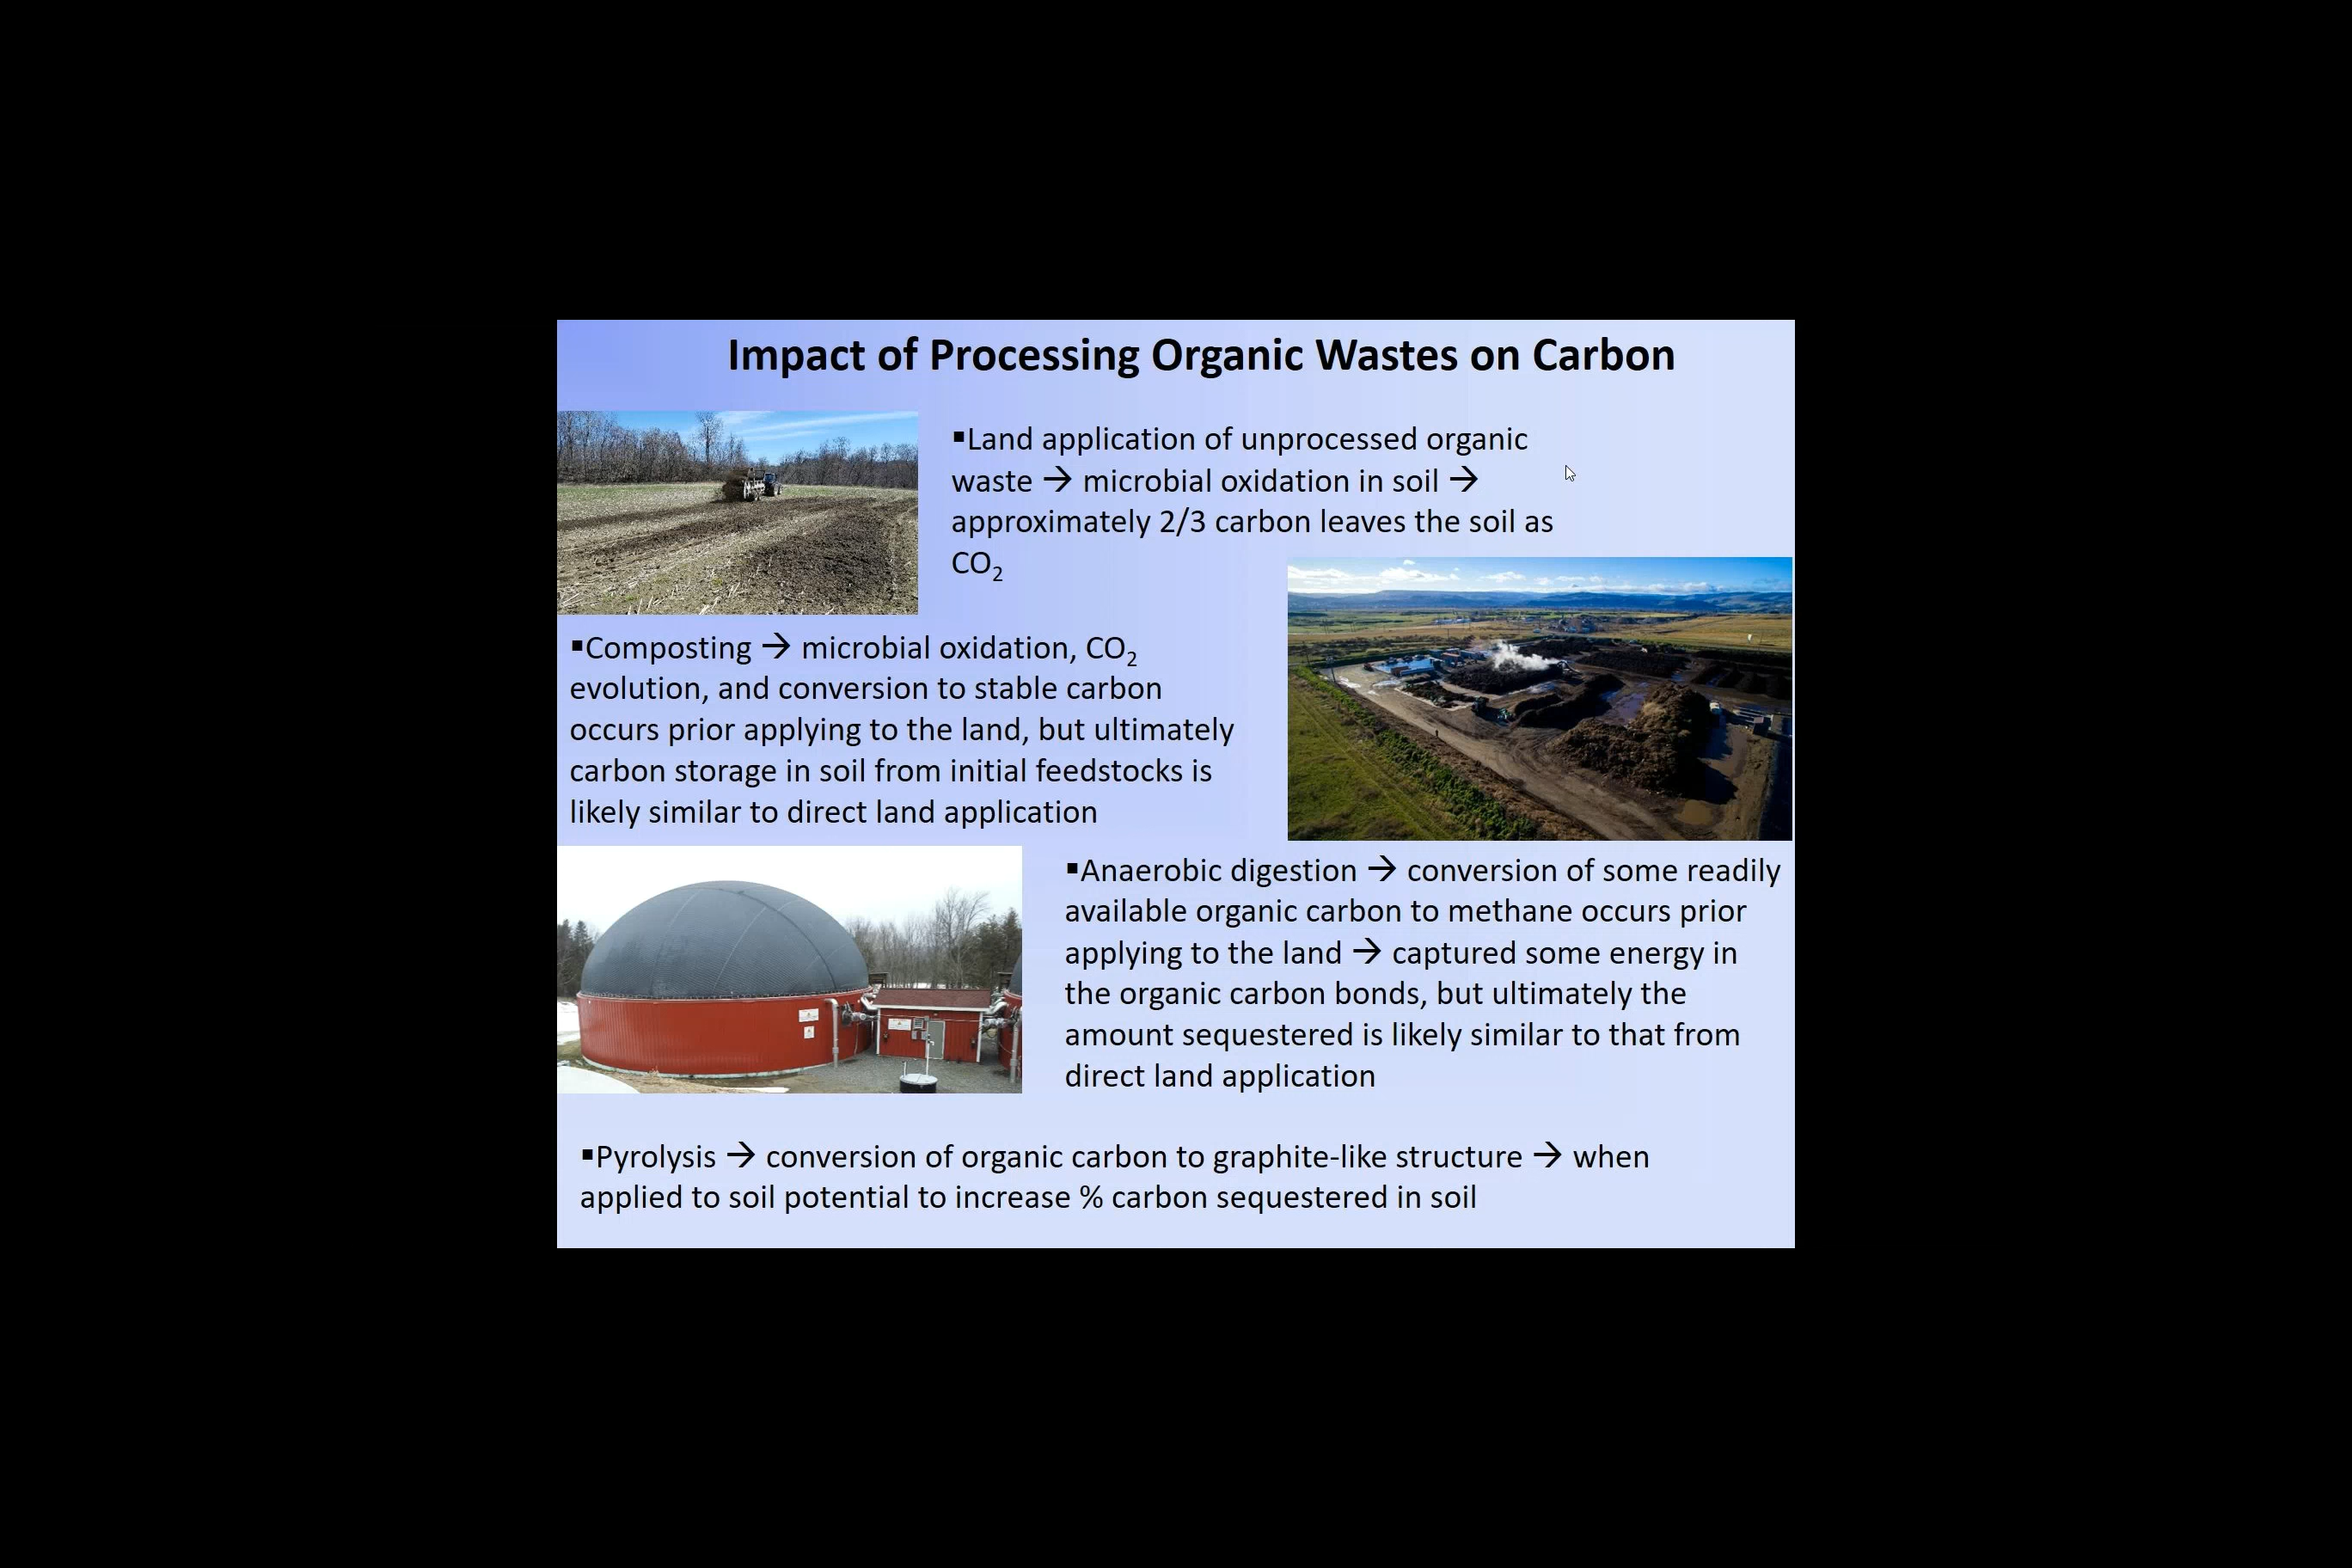 Impact of Processing Organic Wastes on Carbon
▪Land application of unprocessed organic
waste → microbial oxidation in soil →
approximately 2/3 carbon leaves the soil as
CO₂
▪Composting → microbial oxidation, CO₂
evolution, and conversion to stable carbon
occurs prior applying to the land, but ultimately
carbon storage in soil from initial feedstocks is
likely similar to direct land application
▪Anaerobic digestion → conversion of some readily
available organic carbon to methane occurs prior
applying to the land → captured some energy in
the organic carbon bonds, but ultimately the
amount sequestered is likely similar to that from
direct land application
▪Pyrolysis → conversion of organic carbon to graphite-like structure → when
applied to soil potential to increase % carbon sequestered in soil